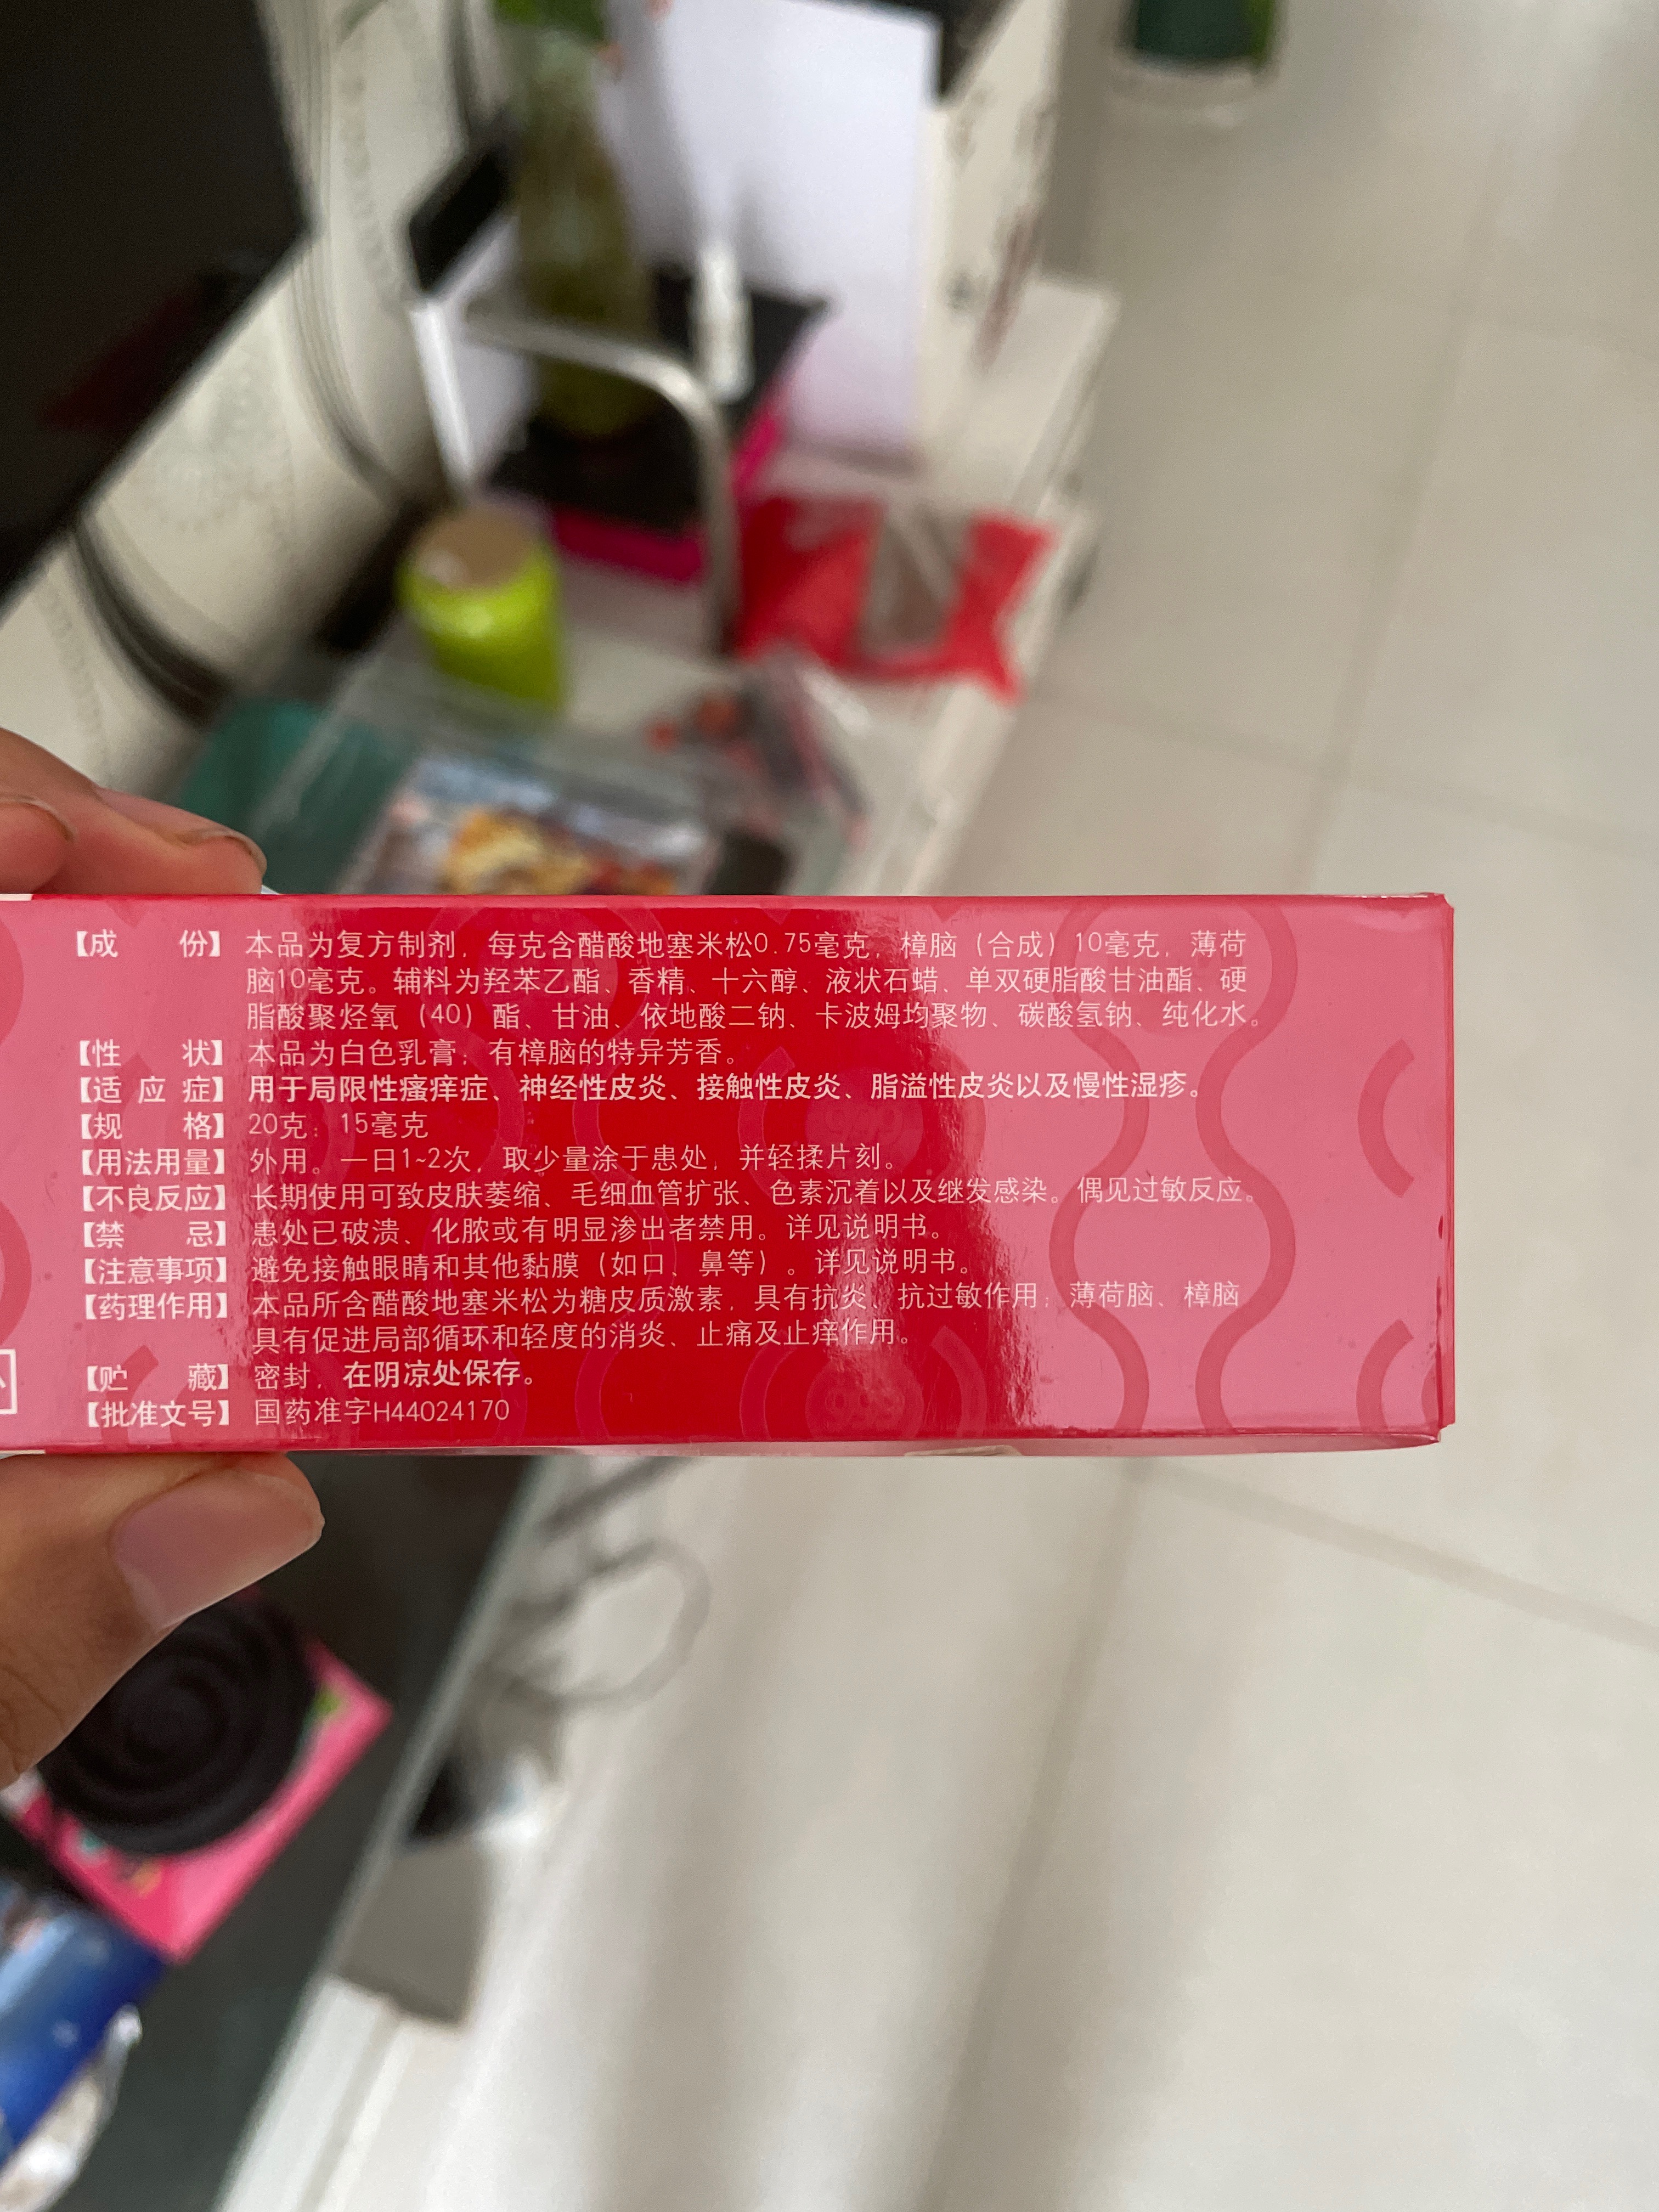 【成份】本品为复方制剂，每克含醋酸地塞米松0.75毫克，樟脑（合成）10毫克，薄荷
脑10毫克。辅料为羟苯乙酯、香精、十六醇、液状石蜡、单双硬脂酸甘油酯、硬
脂酸聚烃氧（40）酯、甘油、依地酸二钠、卡波姆均聚物、碳酸氢钠、纯化水。
【性状】本品为白色乳膏；有樟脑的特异芳香。
【适应症】用于局限性瘙痒症、神经性皮炎、接触性皮炎、脂溢性皮炎以及慢性湿疹。
【规格】20克：15毫克
【用法用量】外用。一日1~2次，取少量涂于患处，并轻揉片刻。
【不良反应】长期使用可致皮肤萎缩、毛细血管扩张、色素沉着以及继发感染。偶见过敏反应。
【禁忌】患处已破溃、化脓或有明显渗出者禁用。详见说明书。
【注意事项】避免接触眼睛和其他黏膜（如口、鼻等）。详见说明书。
【药理作用】本品所含醋酸地塞米松为糖皮质激素，具有抗炎、抗过敏作用；薄荷脑、樟脑
具有促进局部循环和轻度的消炎、止痛及止痒作用。
【贮藏】密封，在阴凉处保存。
【批准文号】国药准字H44024170